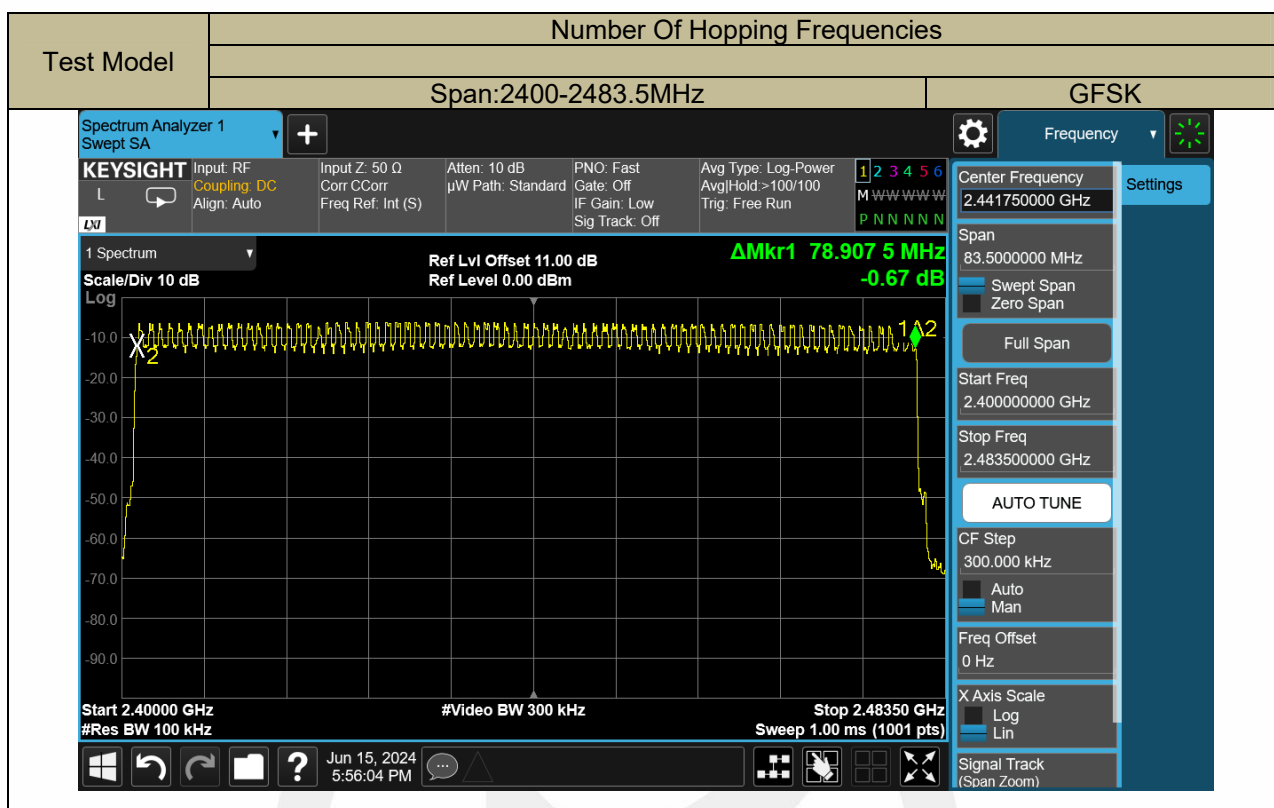 Number Of Hopping Frequencies
Test Model
Span:2400-2483.5MHz GFSK
Spectrum Analyzer 1
Swept SA
+
Frequency
KEYSIGHT
L
LXI
Input: RF
Coupling: DC
Align: Auto
Input Z: 50 Ω
Corr CCorr
Freq Ref: Int (S)
Atten: 10 dB
µW Path: Standard
PNO: Fast
Gate: Off
IF Gain: Low
Sig Track: Off
Avg Type: Log-Power
Avg|Hold:>100/100
Trig: Free Run
1 2 3 4 5 6
M W W W W W
P N N N N N
1 Spectrum
Scale/Div 10 dB
Log
Ref Lvl Offset 11.00 dB
Ref Level 0.00 dBm
ΔMkr1 78.907 5 MHz
-0.67 dB
-10.0
-20.0
-30.0
-40.0
-50.0
-60.0
-70.0
-80.0
-90.0
X2
1Δ2
Start 2.40000 GHz
#Res BW 100 kHz
#Video BW 300 kHz
Stop 2.48350 GHz
Sweep 1.00 ms (1001 pts)
Center Frequency
2.441750000 GHz
Settings
Span
83.5000000 MHz
Swept Span
Zero Span
Full Span
Start Freq
2.400000000 GHz
Stop Freq
2.483500000 GHz
AUTO TUNE
CF Step
300.000 kHz
Auto
Man
Freq Offset
0 Hz
X Axis Scale
Log
Lin
Signal Track
(Span Zoom)
?
Jun 15, 2024
5:56:04 PM